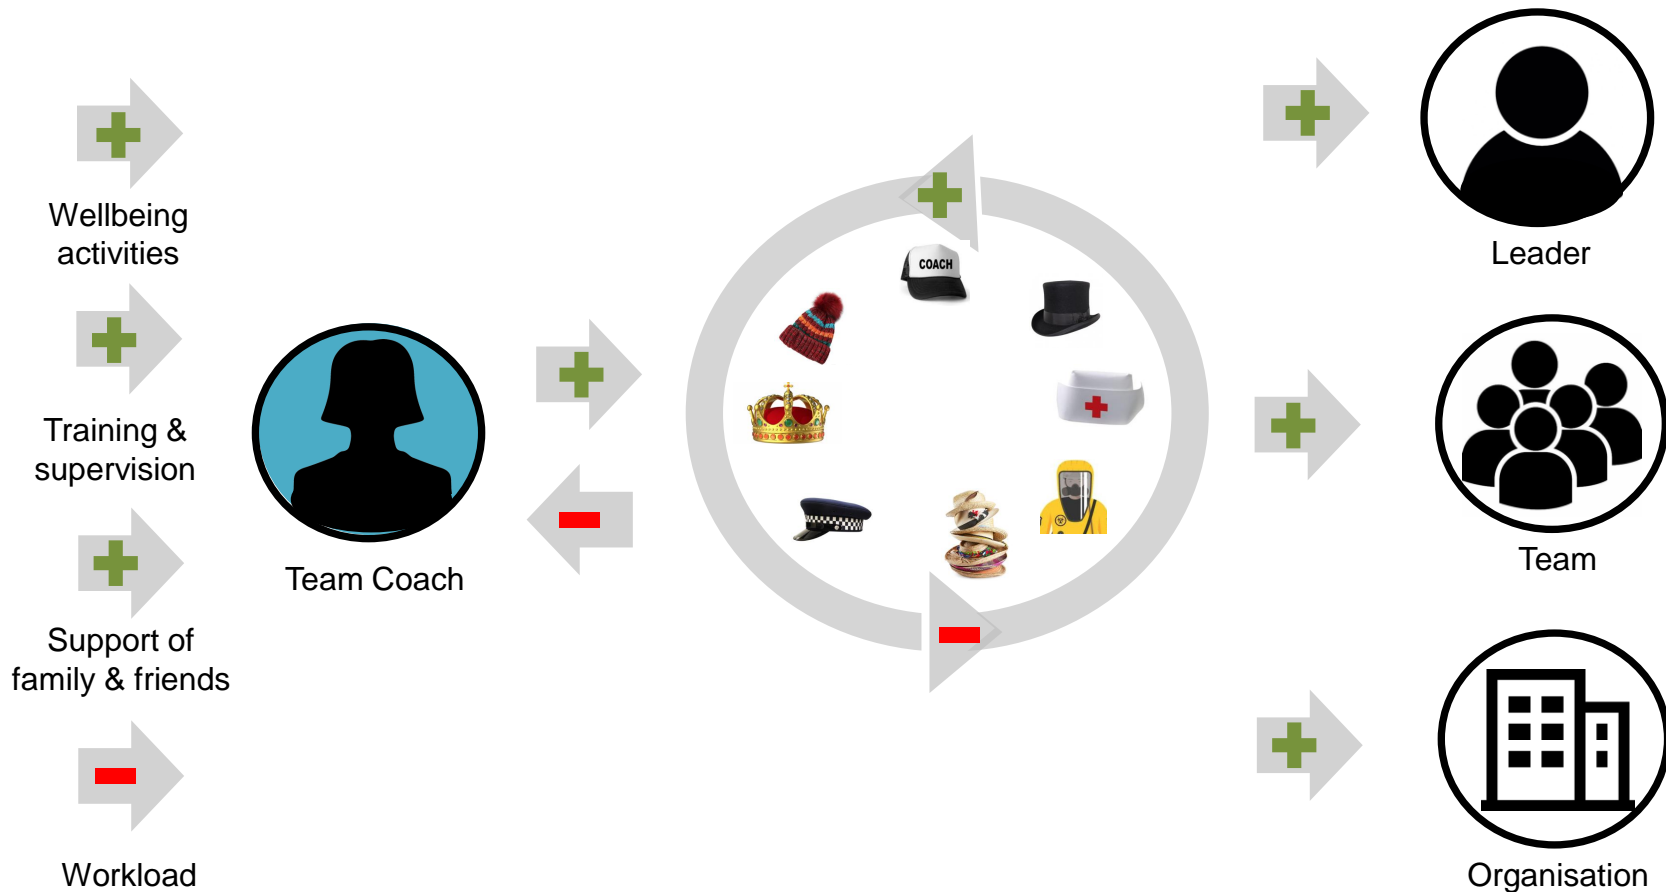 Wellbeing
activities
Training &
supervision
Support of
family & friends
Workload
Team Coach
COACH
Leader
Team
Organisation